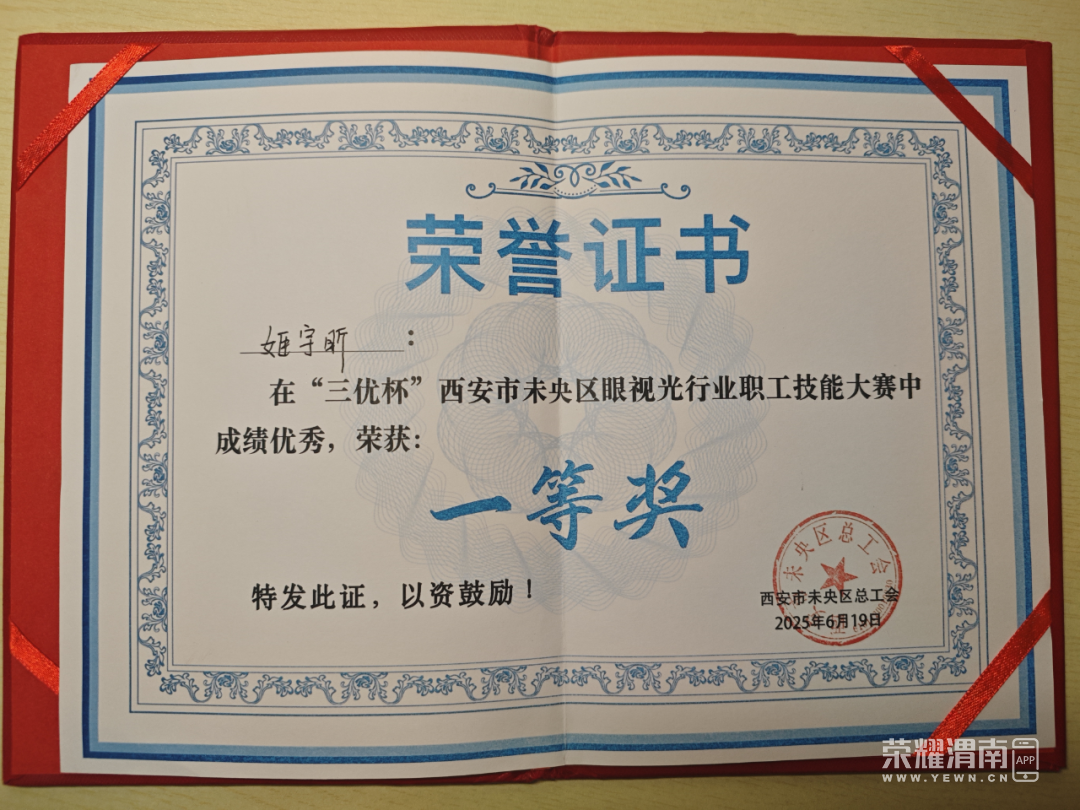 荣誉证书
姬宇昕：
在“三优杯”西安市未央区眼视光行业职工技能大赛中
成绩优秀，荣获：
一等奖
特发此证，以资鼓励！
未央区总工会
西安市未央区总工会
2025年6月19日
荣耀渭南 APP
WWW.YEWN.CN